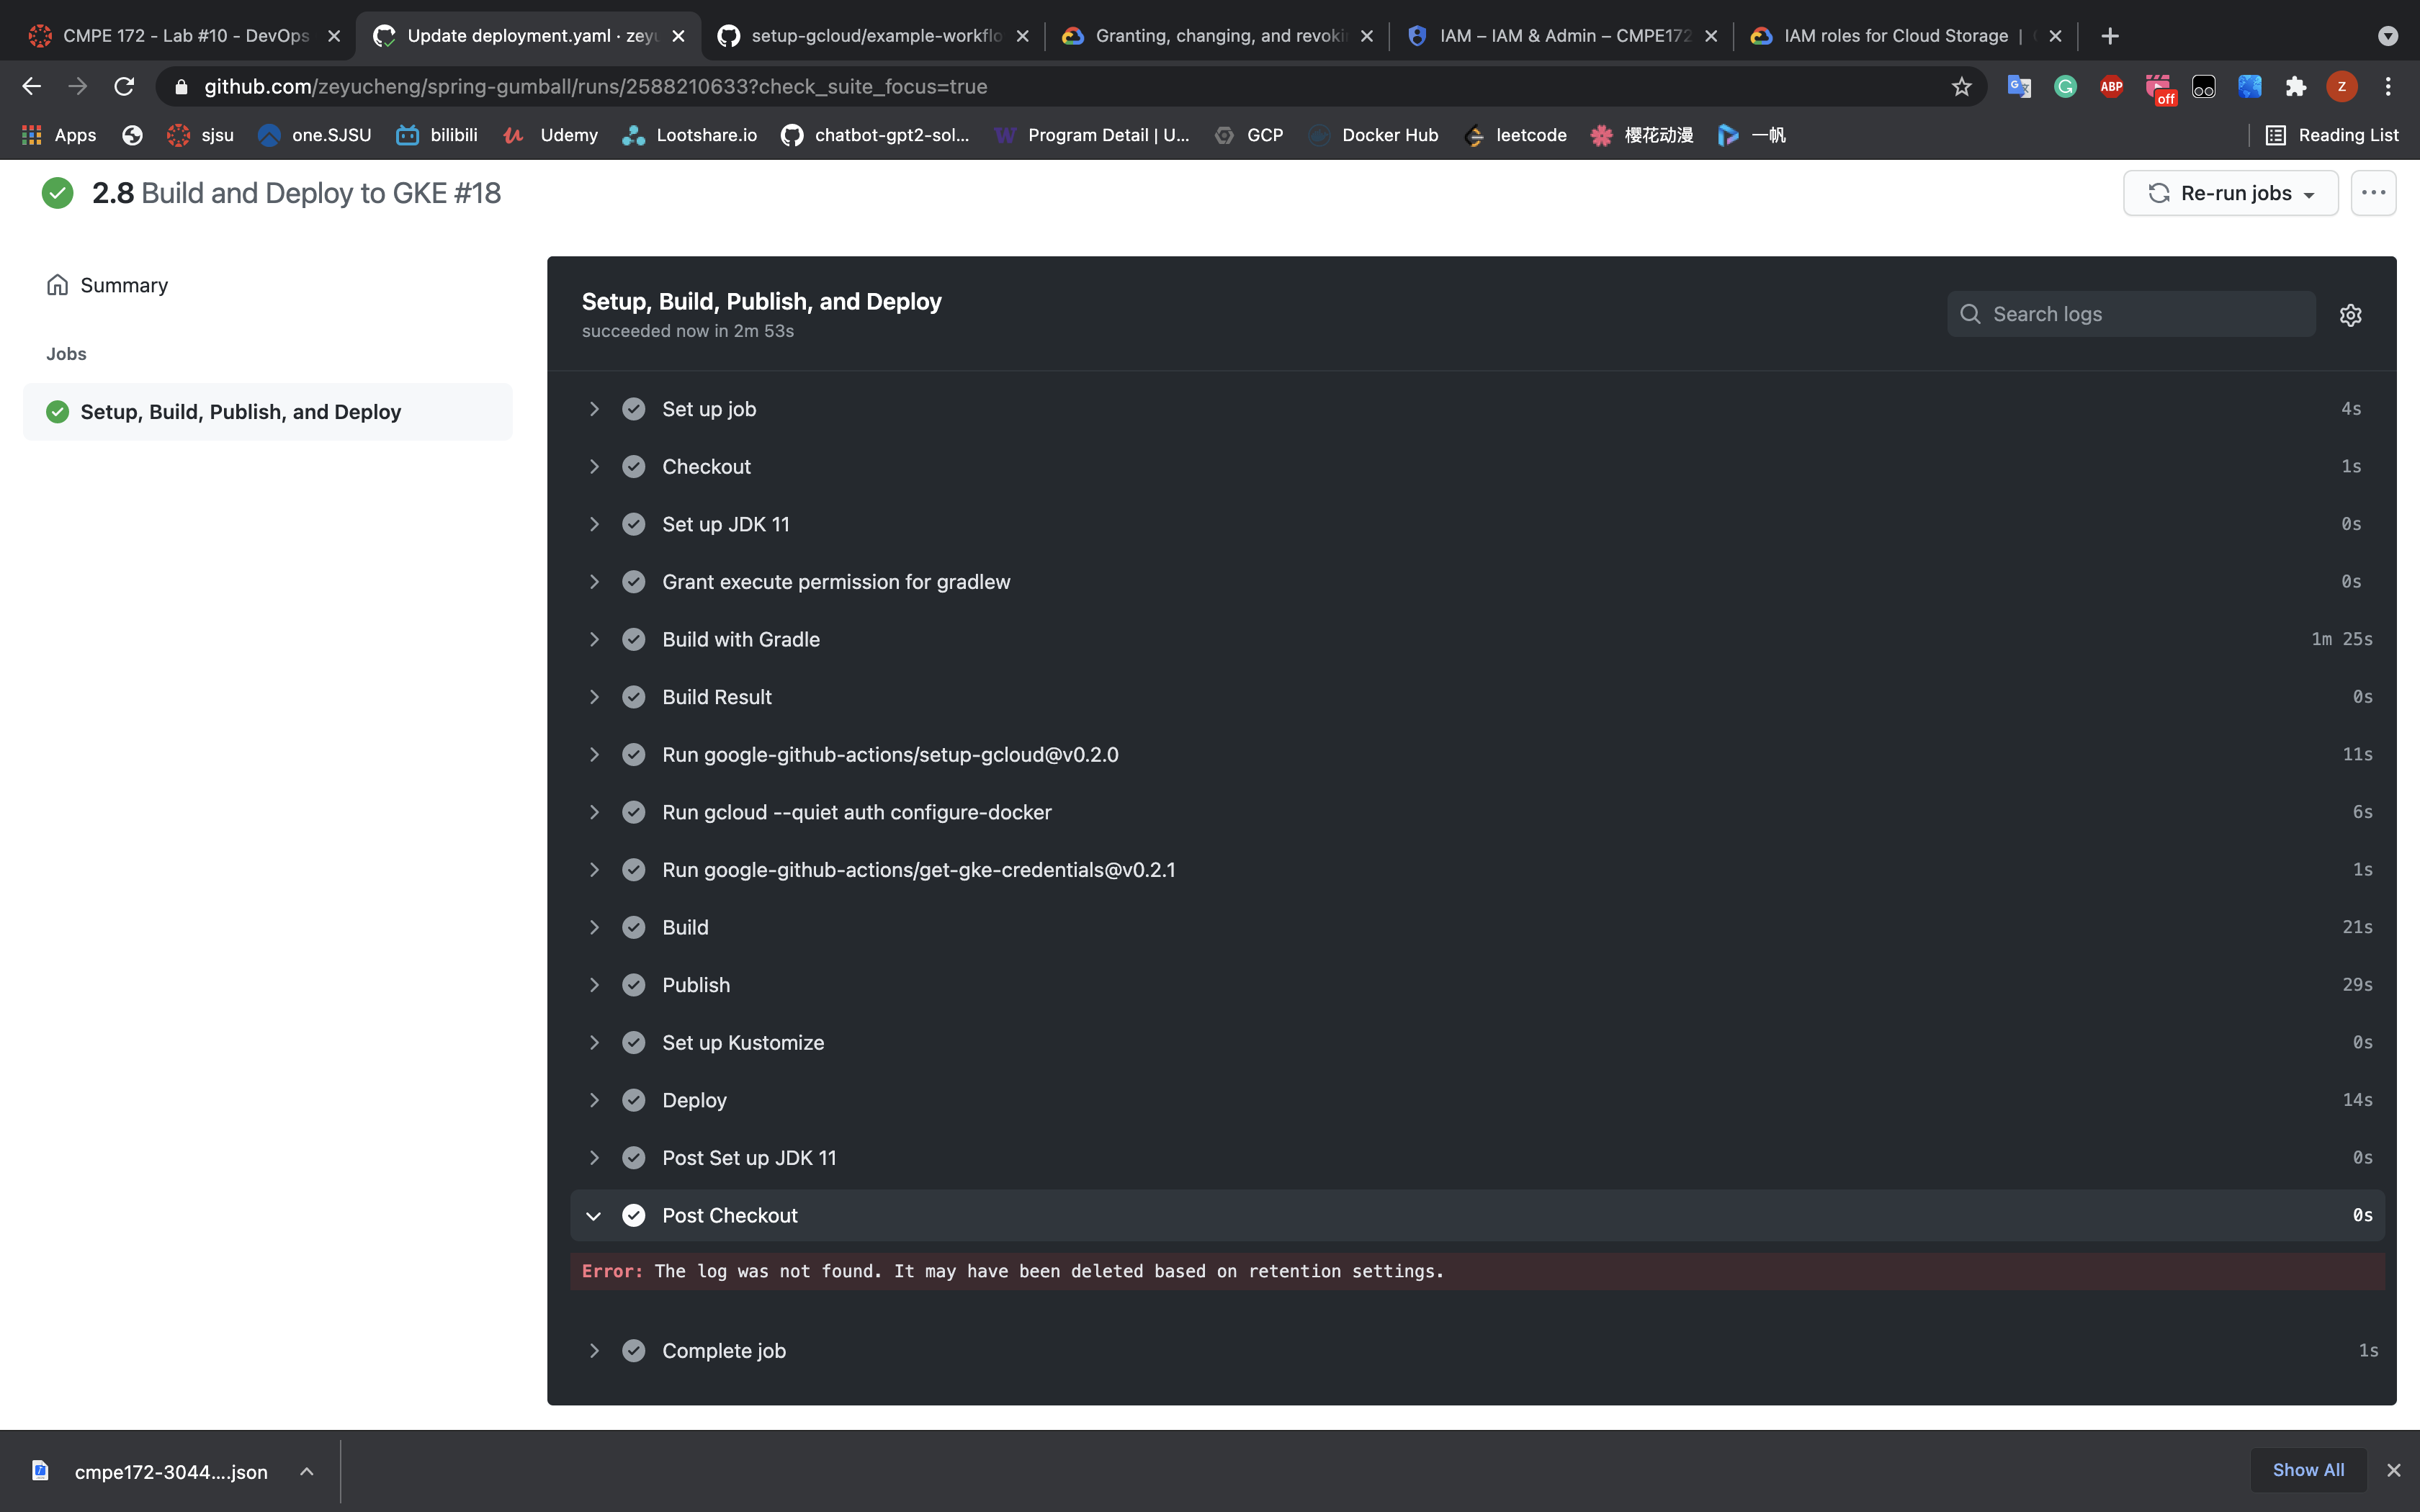 CMPE 172 - Lab #10 - DevOps
Update deployment.yaml · zeyu
setup-gcloud/example-workflo
Granting, changing, and revoki
IAM – IAM & Admin – CMPE172
IAM roles for Cloud Storage |
github.com/zeyucheng/spring-gumball/runs/2588210633?check_suite_focus=true
ABP
off
Z
Apps
sjsu
one.SJSU
bilibili
Udemy
Lootshare.io
chatbot-gpt2-sol...
Program Detail | U...
GCP
Docker Hub
leetcode
樱花动漫
一帆
Reading List
2.8 Build and Deploy to GKE #18
Re-run jobs
Summary
Jobs
Setup, Build, Publish, and Deploy
Setup, Build, Publish, and Deploy
succeeded now in 2m 53s
Search logs
Set up job 4s
Checkout 1s
Set up JDK 11 0s
Grant execute permission for gradlew 0s
Build with Gradle 1m 25s
Build Result 0s
Run google-github-actions/setup-gcloud@v0.2.0 11s
Run gcloud --quiet auth configure-docker 6s
Run google-github-actions/get-gke-credentials@v0.2.1 1s
Build 21s
Publish 29s
Set up Kustomize 0s
Deploy 14s
Post Set up JDK 11 0s
Post Checkout 0s
Error: The log was not found. It may have been deleted based on retention settings.
Complete job 1s
cmpe172-3044....json
Show All